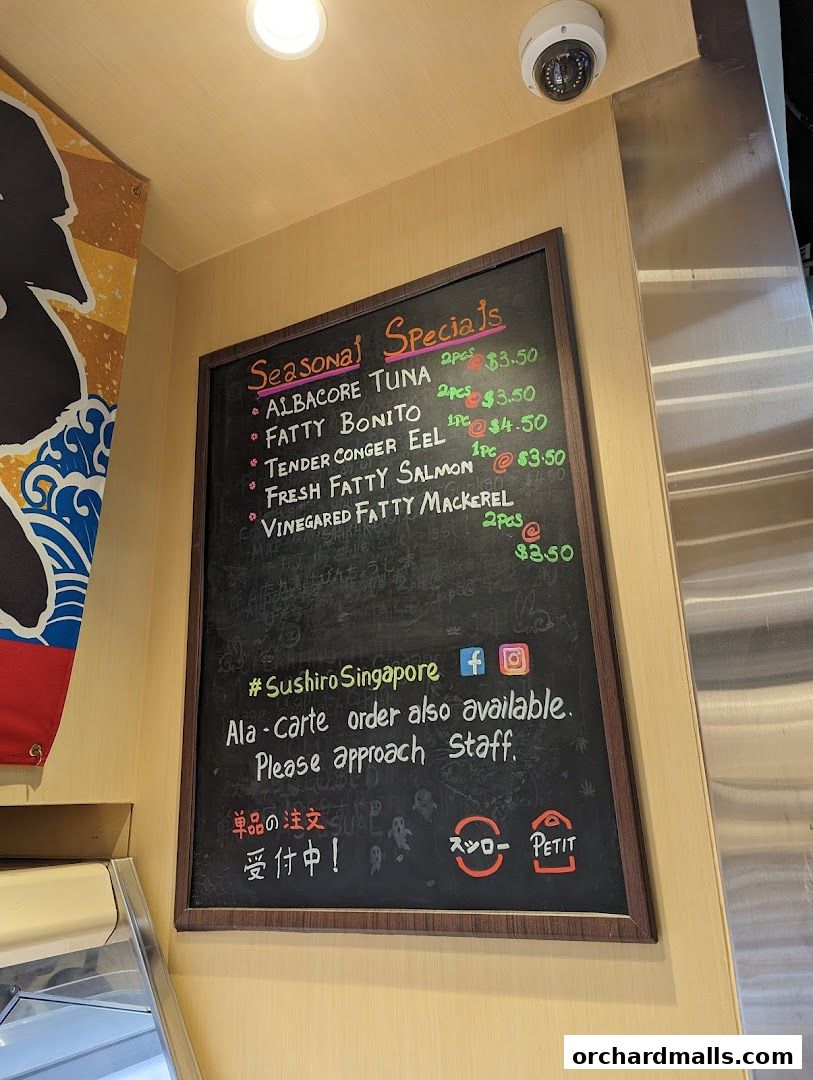 Seasonal Specials
ALBACORE TUNA 2PCS @ $3.50
FATTY BONITO 2PCS @ $3.50
TENDER CONGER EEL 1PC @ $4.50
FRESH FATTY SALMON 1PC @ $3.50
VINEGARED FATTY MACKEREL
2PCS @
$3.50
#SushiroSingapore
Ala-Carte order also available.
Please approach Staff.
単品の注文
受付中!
スシロー PETIT
orchardmalls.com